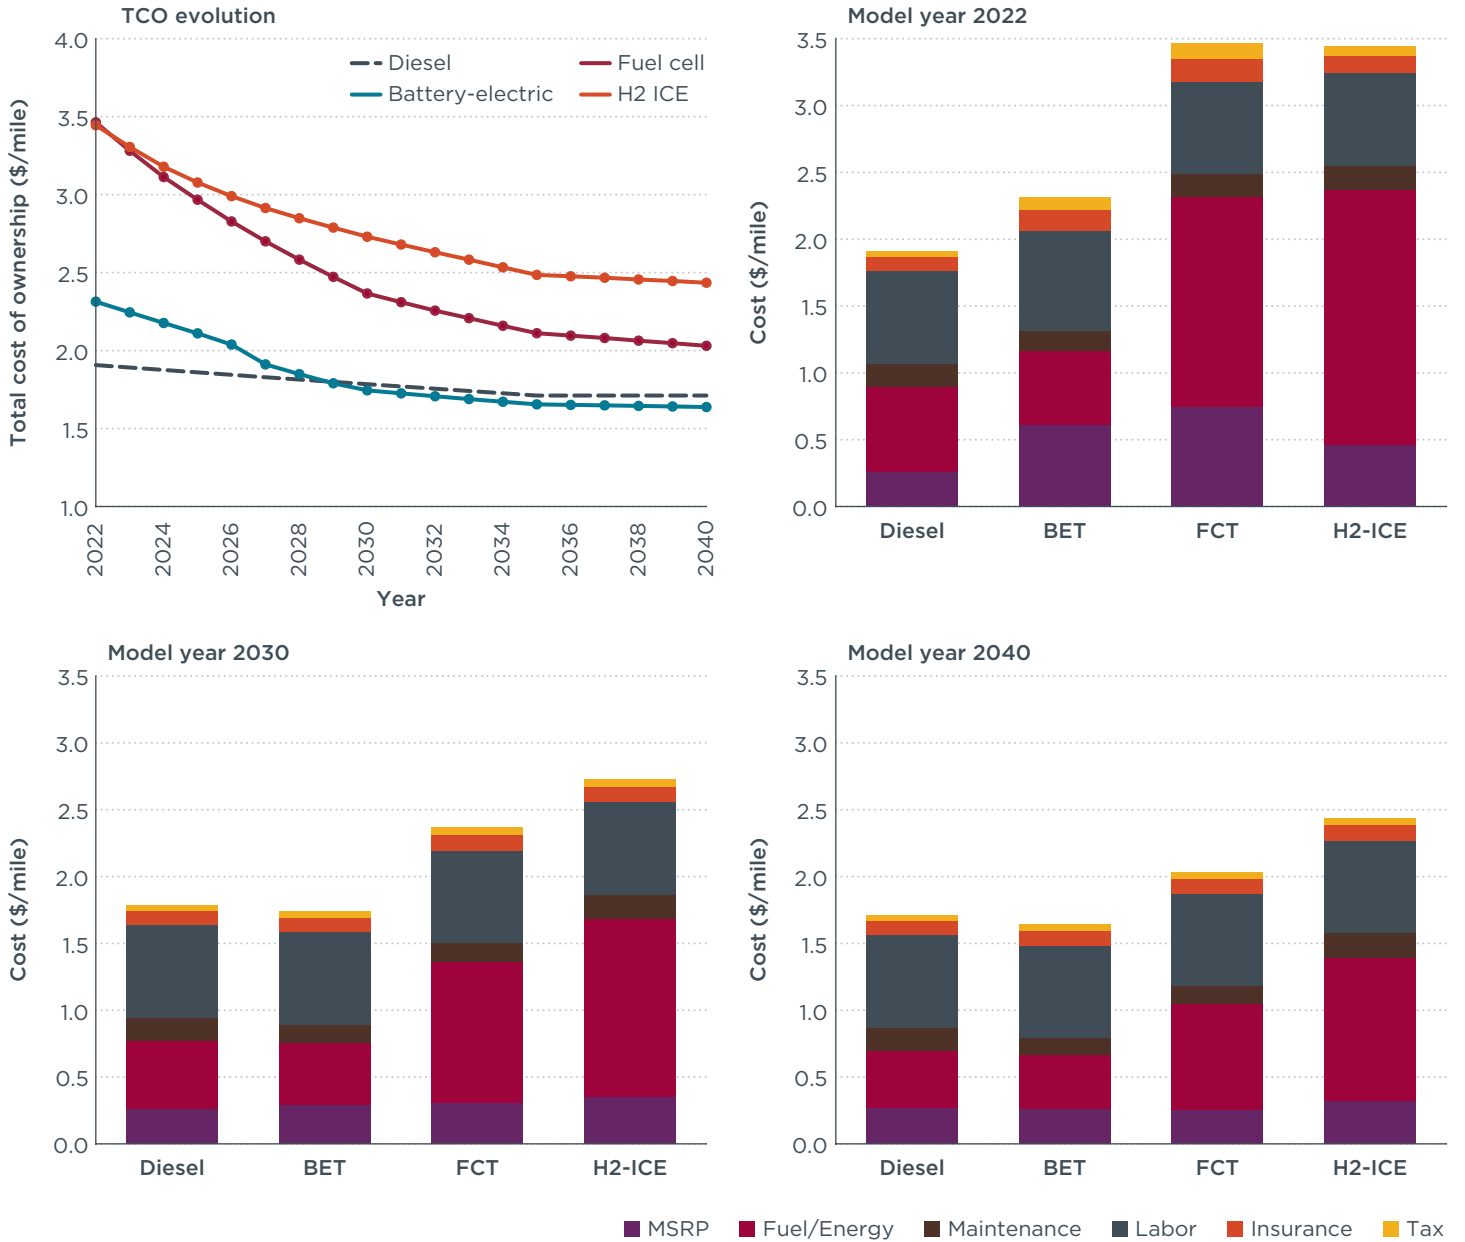 TCO evolution
Total cost of ownership ($/mile)
4.0
3.5
3.0
2.5
2.0
1.5
1.0
Diesel
Fuel cell
Battery-electric
H2 ICE
2022
2024
2026
2028
2030
2032
2034
2036
2038
2040
Year
Model year 2022
Cost ($/mile)
3.5
3.0
2.5
2.0
1.5
1.0
0.5
0.0
Diesel
BET
FCT
H2-ICE
Model year 2030
Cost ($/mile)
3.5
3.0
2.5
2.0
1.5
1.0
0.5
0.0
Diesel
BET
FCT
H2-ICE
Model year 2040
Cost ($/mile)
3.5
3.0
2.5
2.0
1.5
1.0
0.5
0.0
Diesel
BET
FCT
H2-ICE
MSRP
Fuel/Energy
Maintenance
Labor
Insurance
Tax